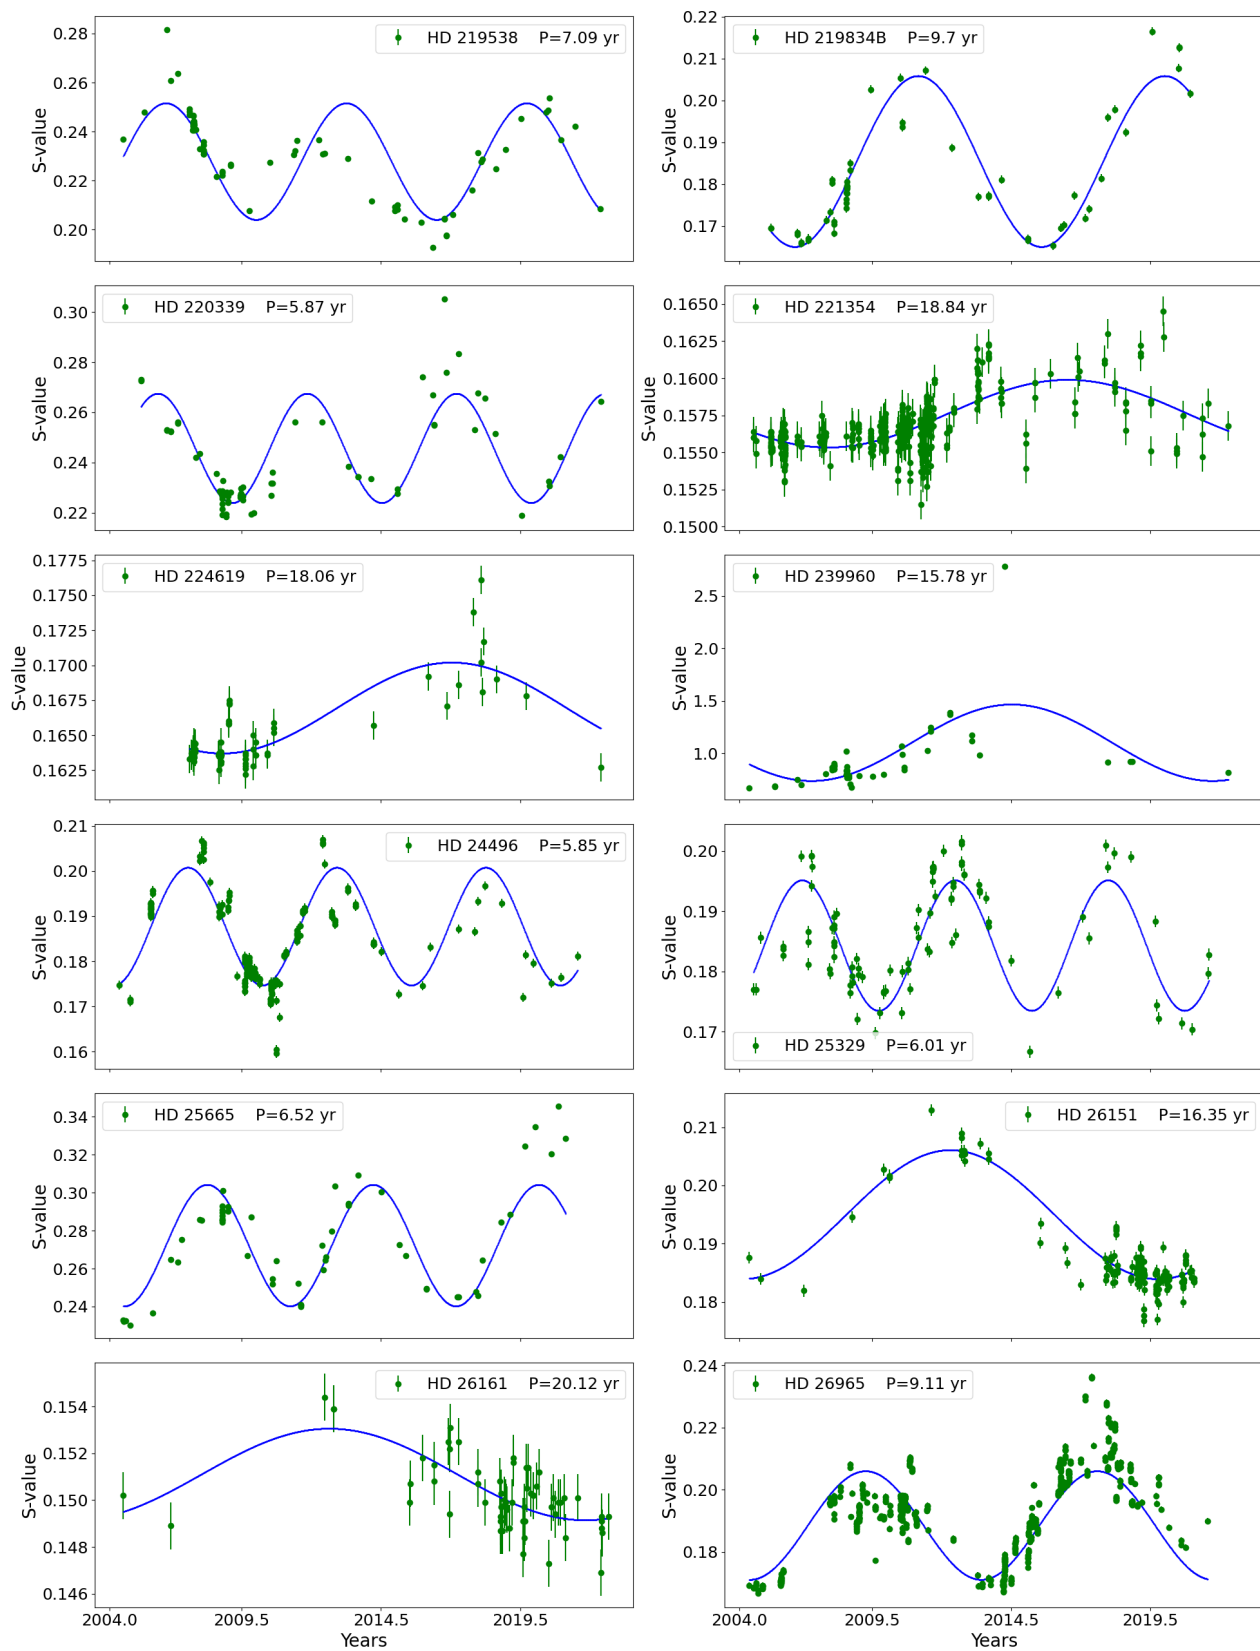 HD 219538 P=7.09 yr
0.28
0.26
0.24
0.22
0.20
S-value
HD 219834B P=9.7 yr
0.22
0.21
0.20
0.19
0.18
0.17
S-value
HD 220339 P=5.87 yr
0.30
0.28
0.26
0.24
0.22
S-value
HD 221354 P=18.84 yr
0.1650
0.1625
0.1600
0.1575
0.1550
0.1525
0.1500
S-value
HD 224619 P=18.06 yr
0.1775
0.1750
0.1725
0.1700
0.1675
0.1650
0.1625
S-value
HD 239960 P=15.78 yr
2.5
2.0
1.5
1.0
S-value
HD 24496 P=5.85 yr
0.21
0.20
0.19
0.18
0.17
0.16
S-value
0.20
0.19
0.18
0.17
S-value
HD 25329 P=6.01 yr
HD 25665 P=6.52 yr
0.34
0.32
0.30
0.28
0.26
0.24
S-value
HD 26151 P=16.35 yr
0.21
0.20
0.19
0.18
S-value
HD 26161 P=20.12 yr
0.154
0.152
0.150
0.148
0.146
S-value
2004.0 2009.5 2014.5 2019.5
Years
HD 26965 P=9.11 yr
0.24
0.22
0.20
0.18
S-value
2004.0 2009.5 2014.5 2019.5
Years